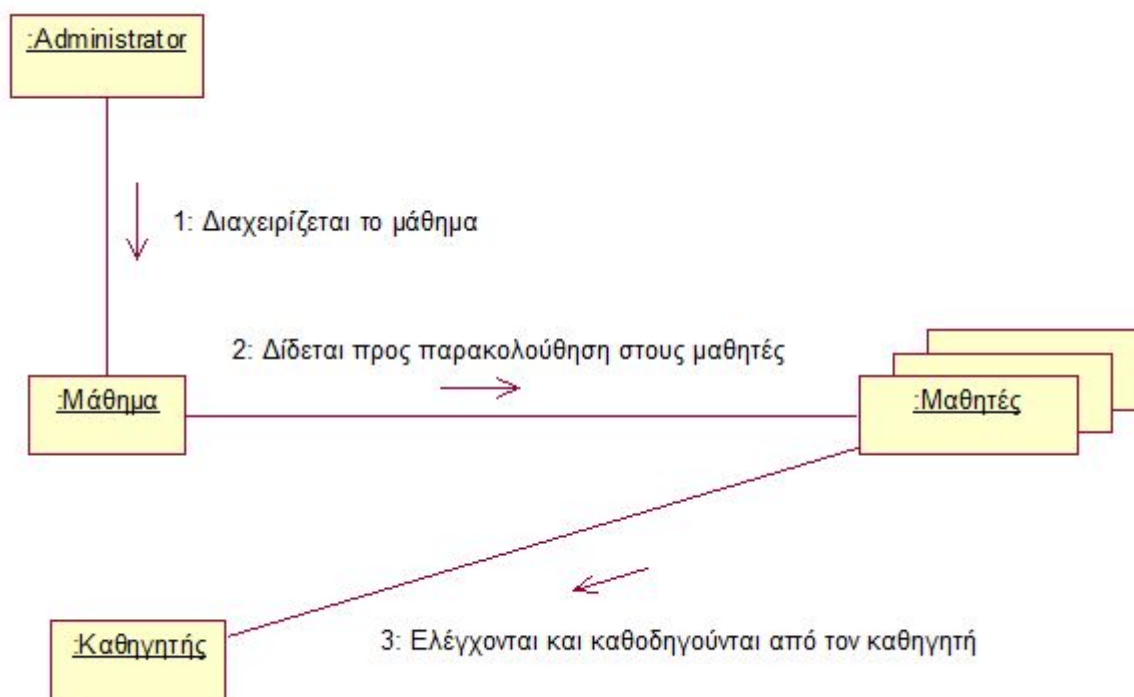 :Administrator
1: Διαχειρίζεται το μάθημα
2: Δίδεται προς παρακολούθηση στους μαθητές
:Μάθημα
:Μαθητές
:Καθηγητής
3: Ελέγχονται και καθοδηγούνται από τον καθηγητή